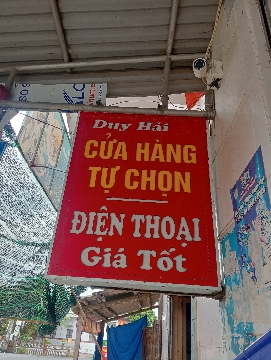 Duy Hải
CỬA HÀNG
TỰ CHỌN
ĐIỆN THOẠI
Giá Tốt